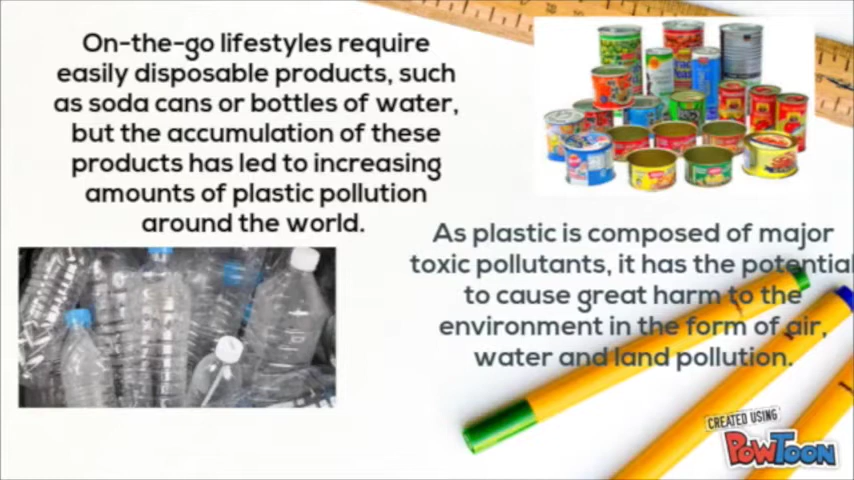 On-the-go lifestyles require
easily disposable products, such
as soda cans or bottles of water,
but the accumulation of these
products has led to increasing
amounts of plastic pollution
around the world.
As plastic is composed of major
toxic pollutants, it has the potential
to cause great harm to the
environment in the form of air,
water and land pollution.
CREATED USING
POWTOON